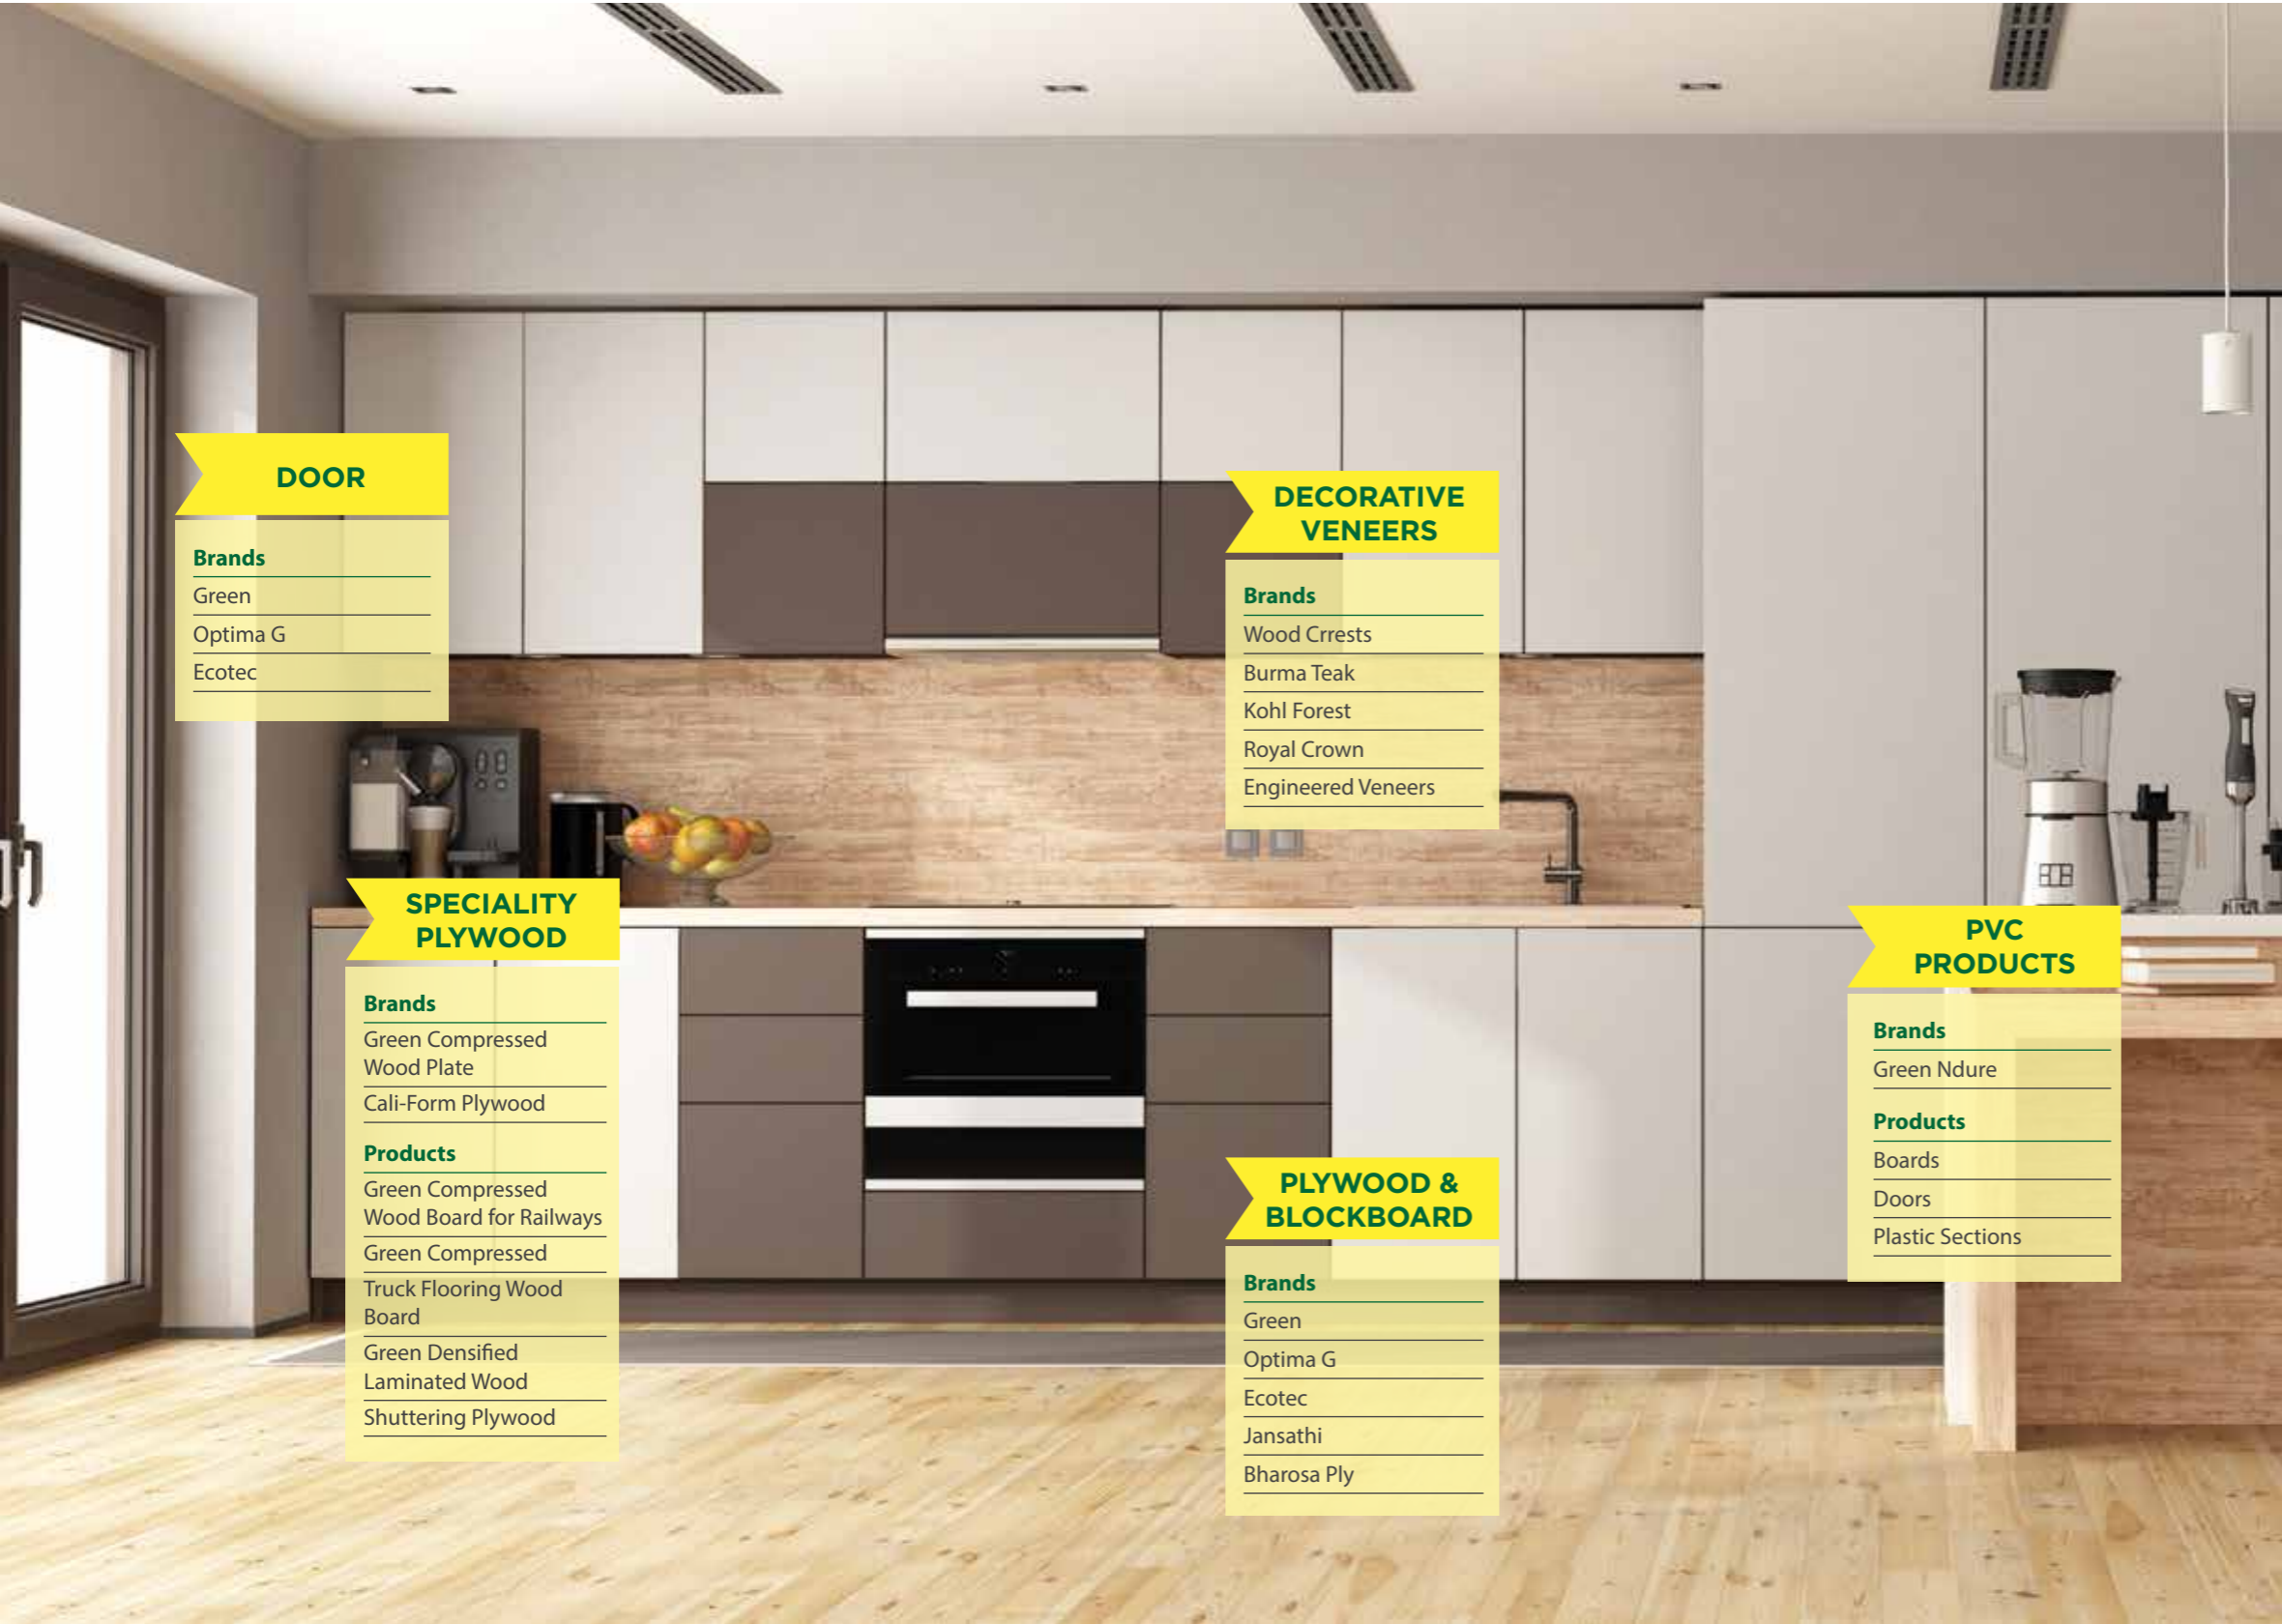 DOOR
Brands
Green
Optima G
Ecotec
DECORATIVE
VENEERS
Brands
Wood Crrests
Burma Teak
Kohl Forest
Royal Crown
Engineered Veneers
SPECIALITY
PLYWOOD
Brands
Green Compressed
Wood Plate
Cali-Form Plywood
Products
Green Compressed
Wood Board for Railways
Green Compressed
Truck Flooring Wood
Board
Green Densified
Laminated Wood
Shuttering Plywood
PLYWOOD &
BLOCKBOARD
Brands
Green
Optima G
Ecotec
Jansathi
Bharosa Ply
PVC
PRODUCTS
Brands
Green Ndure
Products
Boards
Doors
Plastic Sections